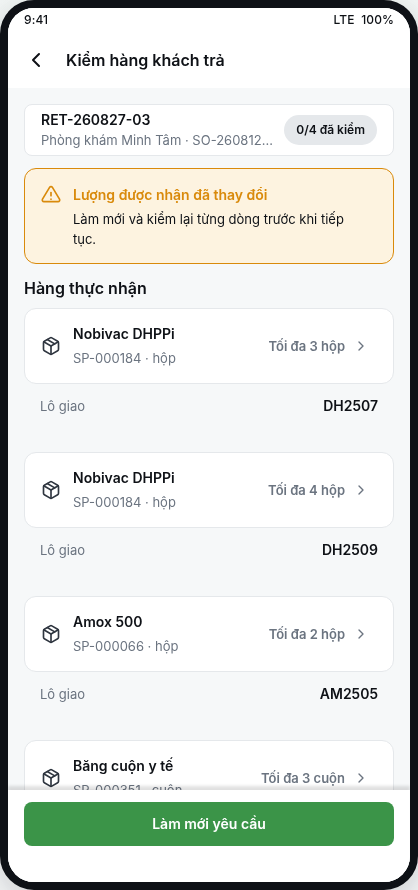 9:41
LTE 100%
Kiểm hàng khách trả
RET-260827-03
Phòng khám Minh Tâm · SO-260812...
0/4 đã kiểm
Lượng được nhận đã thay đổi
Làm mới và kiểm lại từng dòng trước khi tiếp
tục.
Hàng thực nhận
Nobivac DHPPi
SP-000184 · hộp
Tối đa 3 hộp
Lô giao
DH2507
Nobivac DHPPi
SP-000184 · hộp
Tối đa 4 hộp
Lô giao
DH2509
Amox 500
SP-000066 · hộp
Tối đa 2 hộp
Lô giao
AM2505
Băng cuộn y tế
SP-000351 · cuộn
Tối đa 3 cuộn
Làm mới yêu cầu